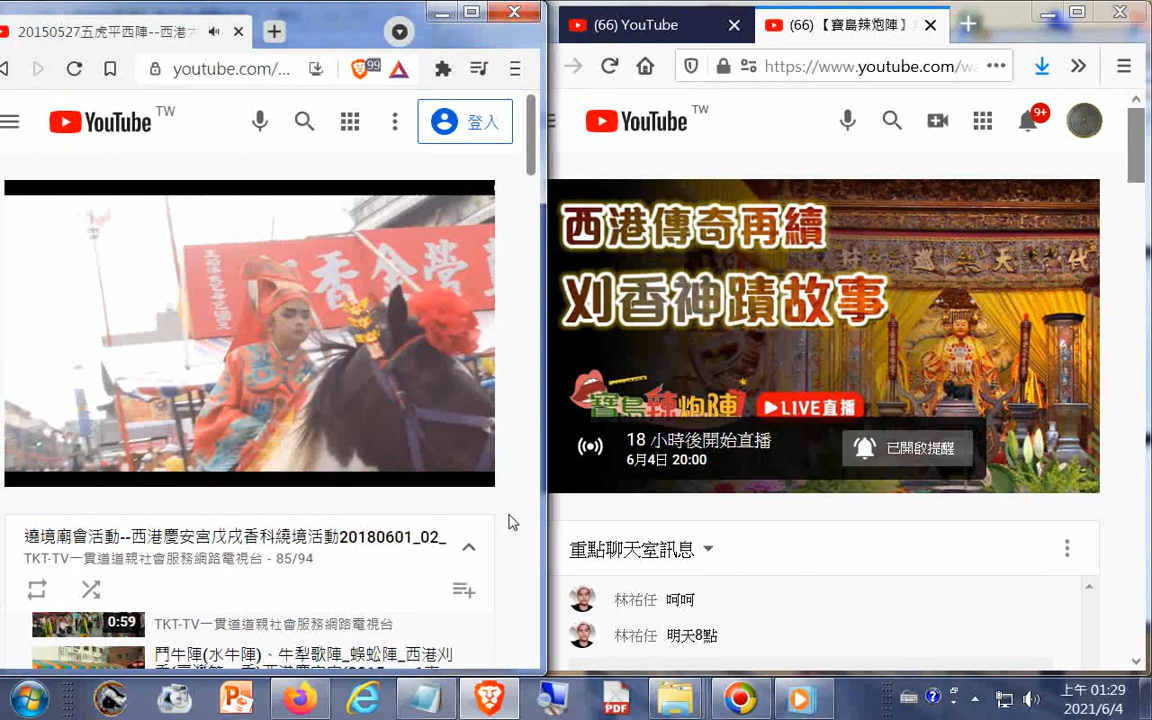 20150527五虎平西陣--西港
youtube.com/...
99
YouTube TW
登入
香
遶境廟會活動--西港慶安宮戊戌香科繞境活動20180601_02_
TKT-TV一貫道道親社會服務網路電視台 - 85/94
0:59
TKT-TV一貫道道親社會服務網路電視台
鬥牛陣(水牛陣)、牛犁歌陣_蜈蚣陣_西港刈
(66) YouTube
(66) 【寶島辣炮陣】
https://www.youtube.com/wa
YouTube TW
9+
西港傳奇再續
刈香神蹟故事
寶島辣炮陣
LIVE直播
18 小時後開始直播
6月4日 20:00
已開啟提醒
重點聊天室訊息
林祐任 呵呵
林祐任 明天8點
PDF
上午 01:29
2021/6/4